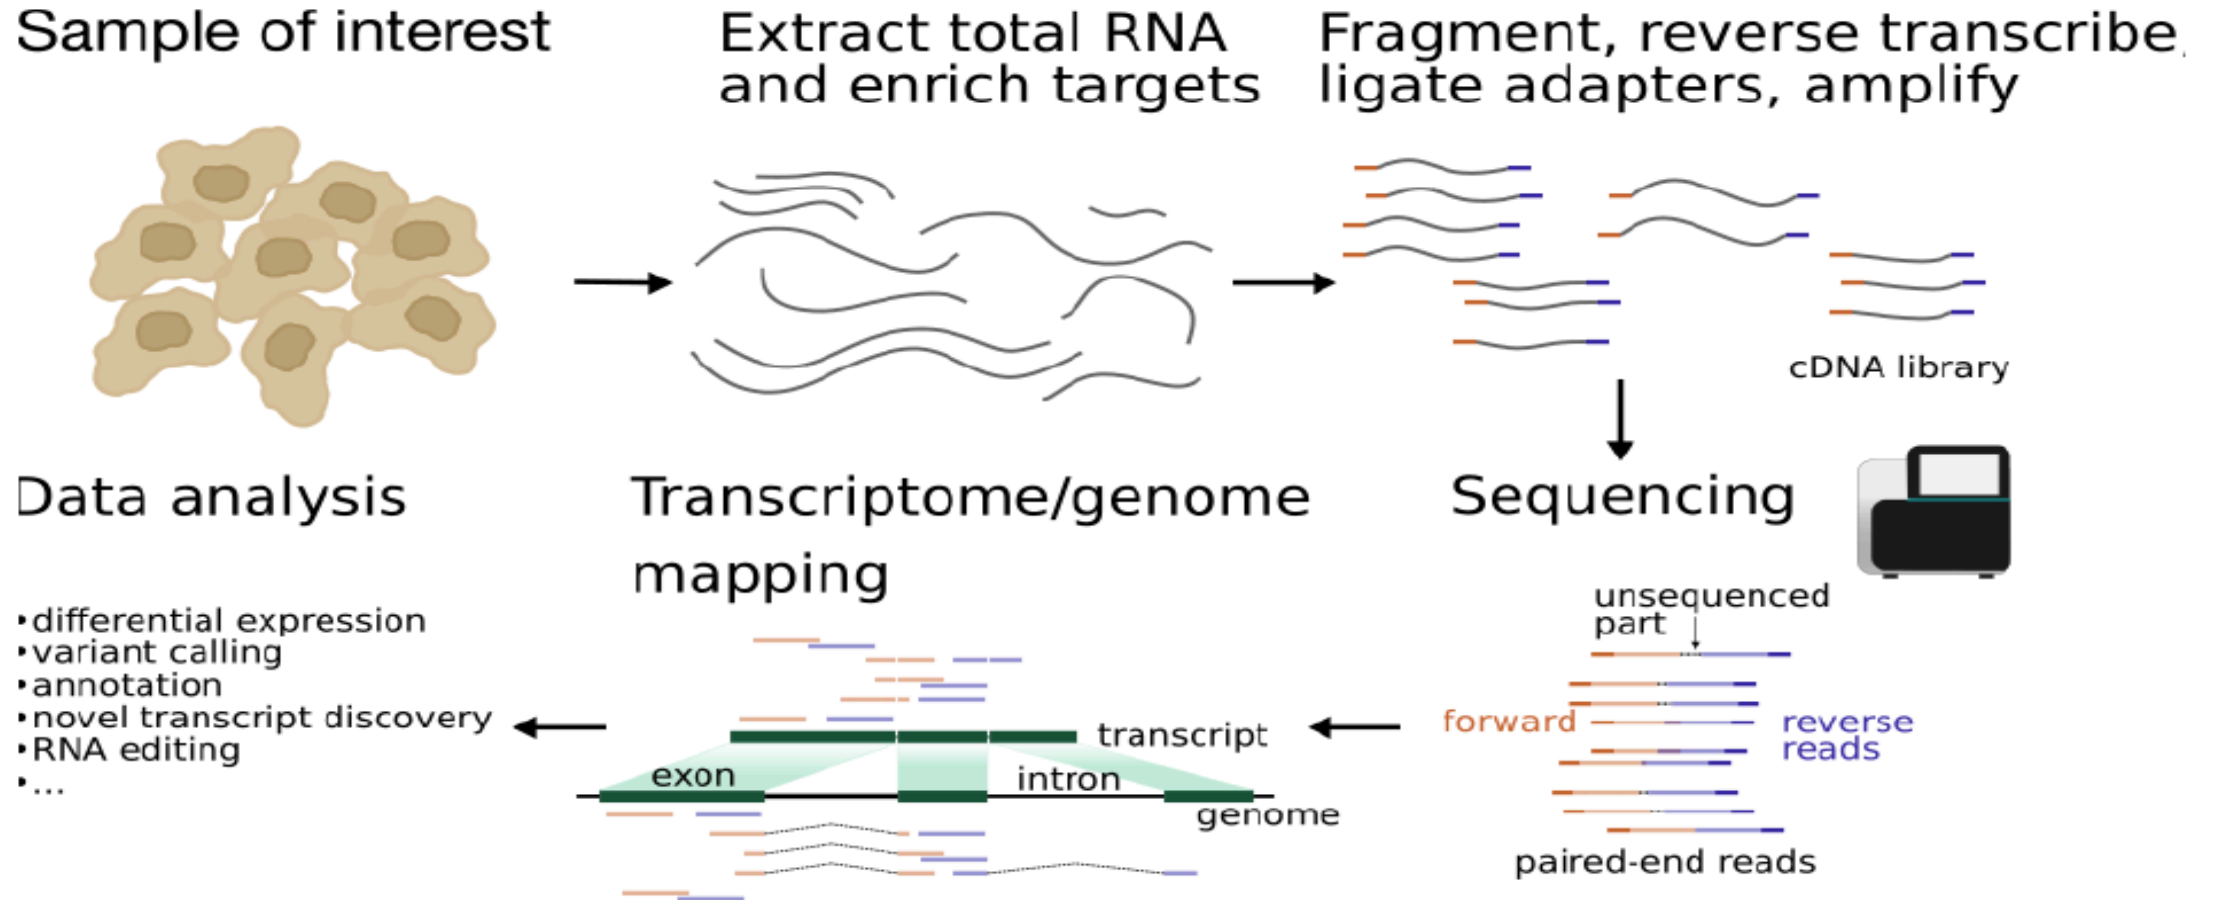 Sample of interest
Extract total RNA
and enrich targets
Fragment, reverse transcribe,
ligate adapters, amplify
cDNA library
Sequencing
unsequenced
part
forward
reverse
reads
paired-end reads
Transcriptome/genome
mapping
transcript
exon
intron
genome
Data analysis
•differential expression
•variant calling
•annotation
•novel transcript discovery
•RNA editing
•...